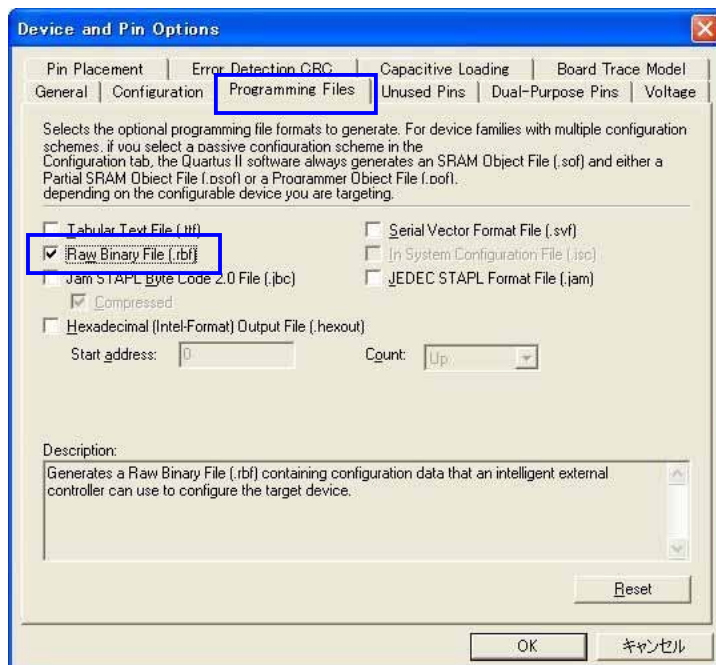 Device and Pin Options
Pin Placement Error Detection CRC Capacitive Loading Board Trace Model
General Configuration Programming Files Unused Pins Dual-Purpose Pins Voltage
Selects the optional programming file formats to generate. For device families with multiple configuration
schemes, if you select a passive configuration scheme in the
Configuration tab, the Quartus II software always generates an SRAM Object File (.sof) and either a
Partial SRAM Object File (.psof) or a Programmer Object File (.pof),
depending on the configurable device you are targeting.
Tabular Text File (.ttf) Serial Vector Format File (.svf)
Raw Binary File (.rbf) In System Configuration File (.isc)
Jam STAPL Byte Code 2.0 File (.jbc) JEDEC STAPL Format File (.jam)
Compressed
Hexadecimal (Intel-Format) Output File (.hexout)
Start address: 0 Count: Up
Description:
Generates a Raw Binary File (.rbf) containing configuration data that an intelligent external
controller can use to configure the target device.
Reset
OK キャンセル